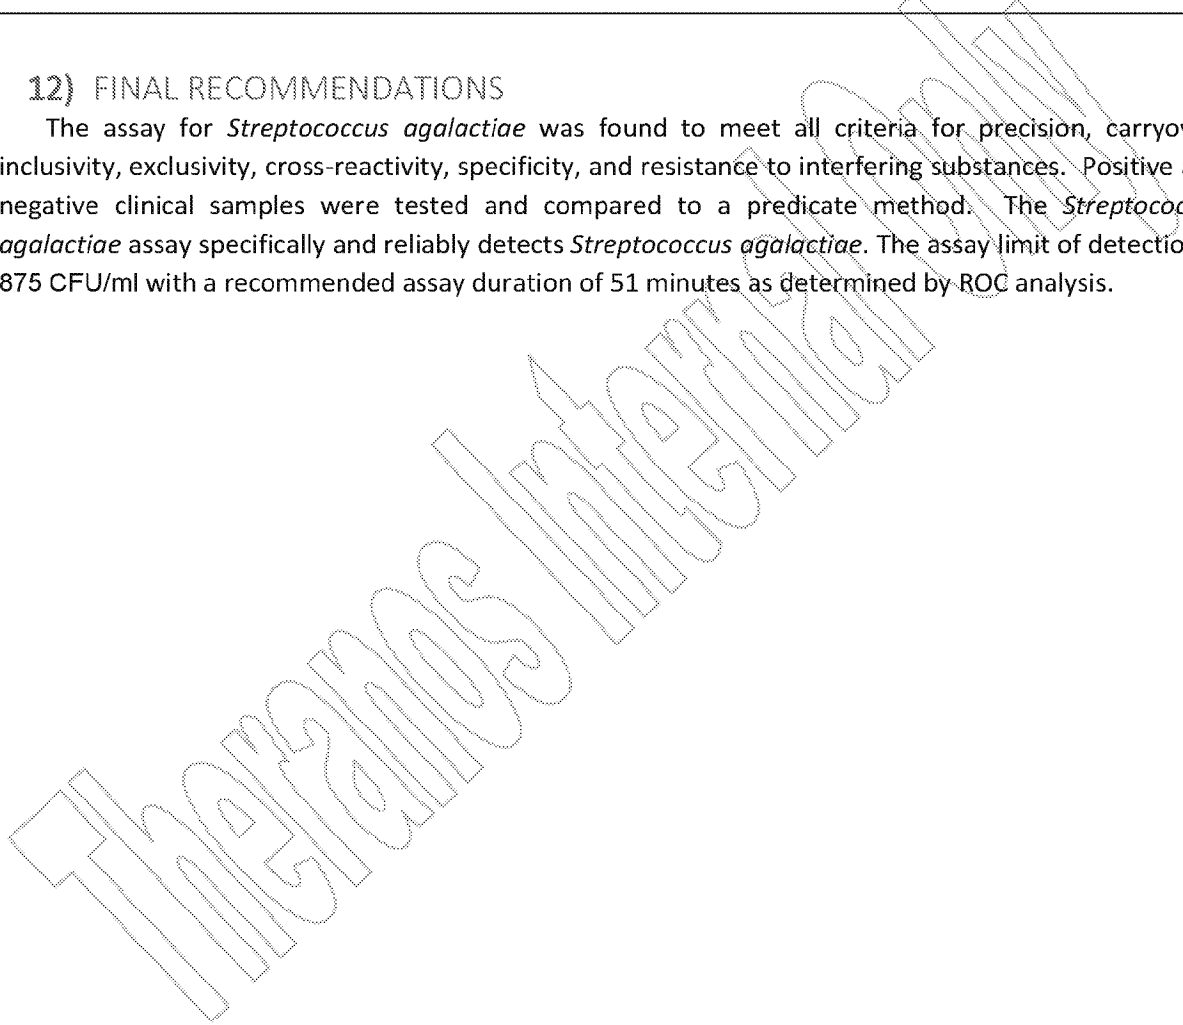 12) FINAL RECOMMENDATIONS
The assay for Streptococcus agalactiae was found to meet all criteria for precision, carryov
inclusivity, exclusivity, cross-reactivity, specificity, and resistance to interfering substances. Positive
negative clinical samples were tested and compared to a predicate method. The Streptococ
agalactiae assay specifically and reliably detects Streptococcus agalactiae. The assay limit of detectio
875 CFU/ml with a recommended assay duration of 51 minutes as determined by ROC analysis.
Theranos Internal Only